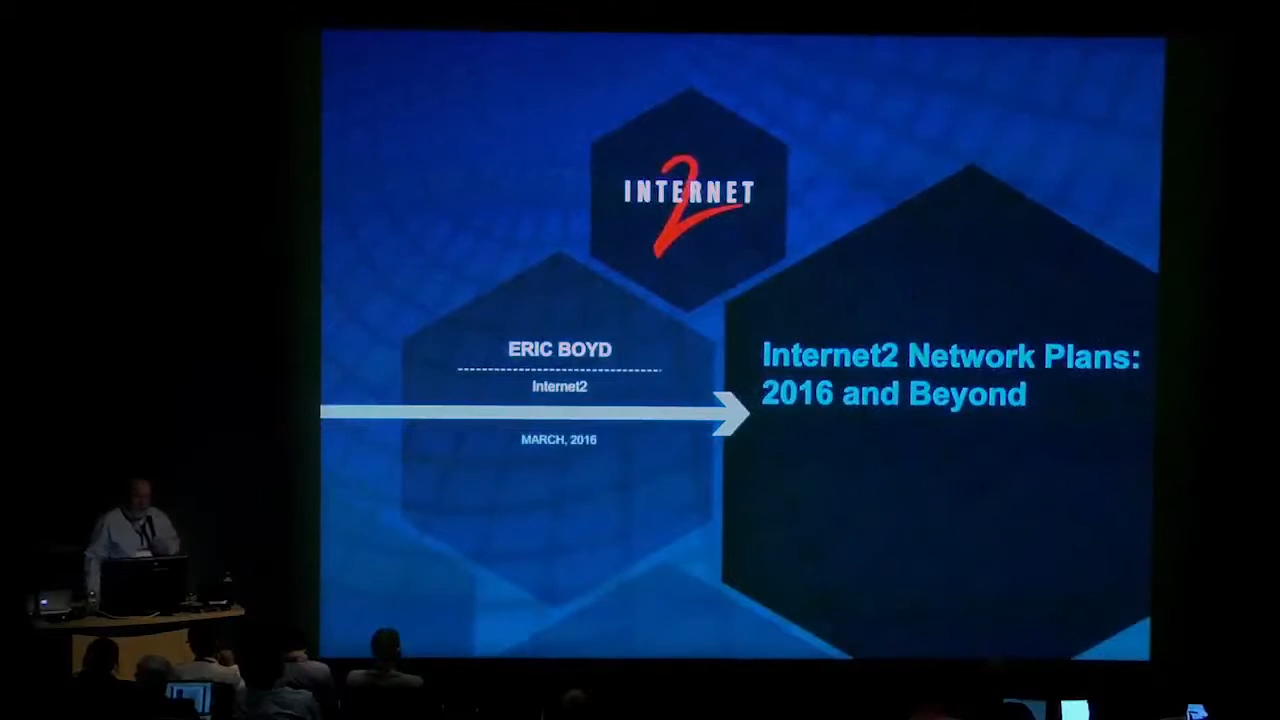 INTERNET
2
ERIC BOYD
Internet2
MARCH, 2016
Internet2 Network Plans:
2016 and Beyond